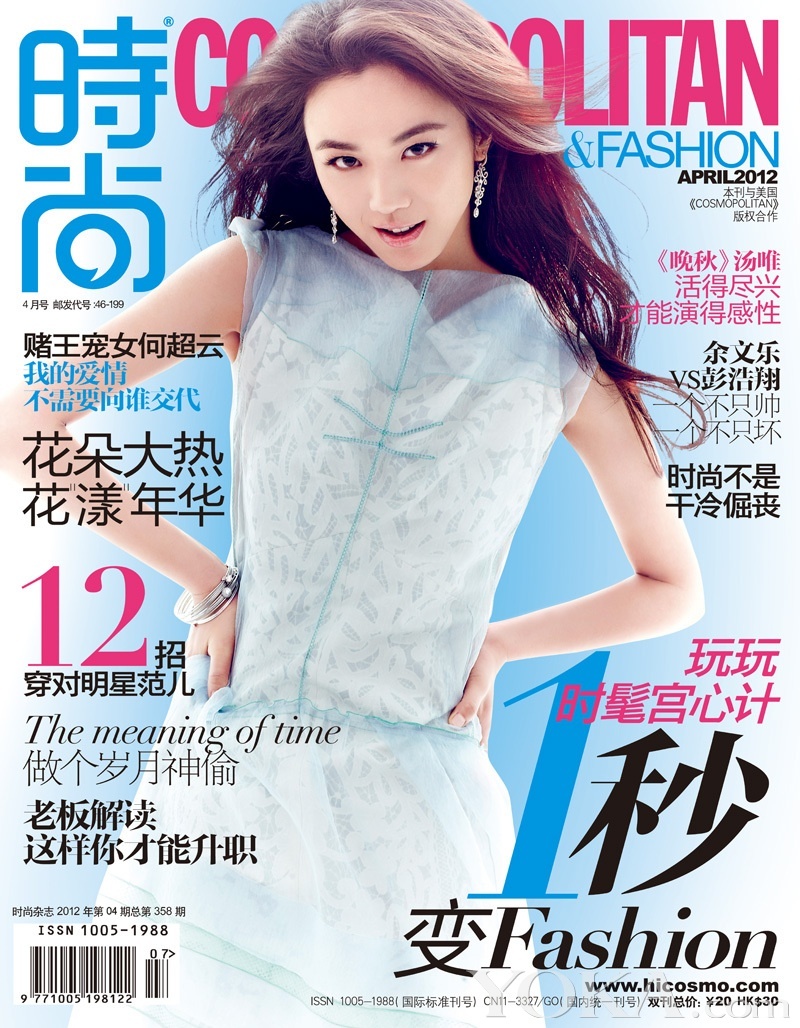 時尚®
COSMOPOLITAN
&FASHION
APRIL2012
本刊与美国
《COSMOPOLITAN》
版权合作
4月号 邮发代号:46-199
《晚秋》汤唯
活得尽兴
才能演得感性
赌王宠女何超云
我的爱情
不需要向谁交代
余文乐
VS彭浩翔
一个不只帅
一个不只坏
花朵大热
花"漾"年华
时尚不是
干冷倔丧
12招
穿对明星范儿
玩玩
时髦宫心计
The meaning of time
做个岁月神偷
1秒
变Fashion
老板解读
这样你才能升职
时尚杂志 2012 年第 04 期总第 358 期
ISSN 1005-1988
07>
9 771005 198122
www.hicosmo.com
ISSN 1005-1988(国际标准刊号) CN11-3327/GO(国内统一刊号) 双刊总价: ¥20 HK$30
YOKA.com